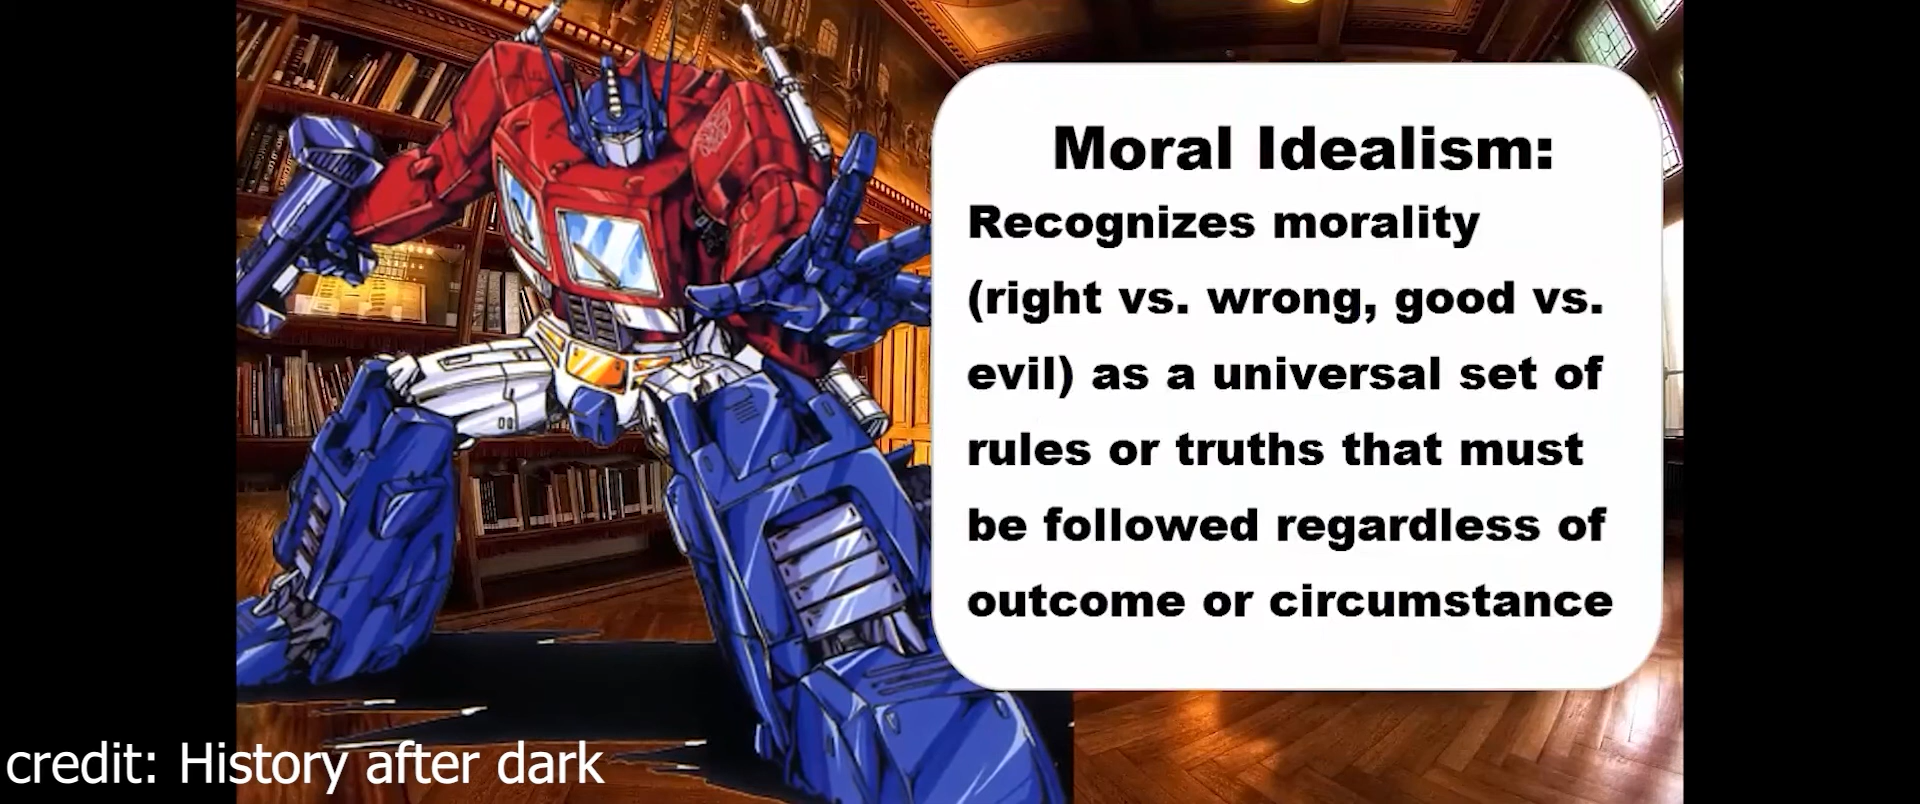 Moral Idealism:
Recognizes morality
(right vs. wrong, good vs.
evil) as a universal set of
rules or truths that must
be followed regardless of
outcome or circumstance
credit: History after dark